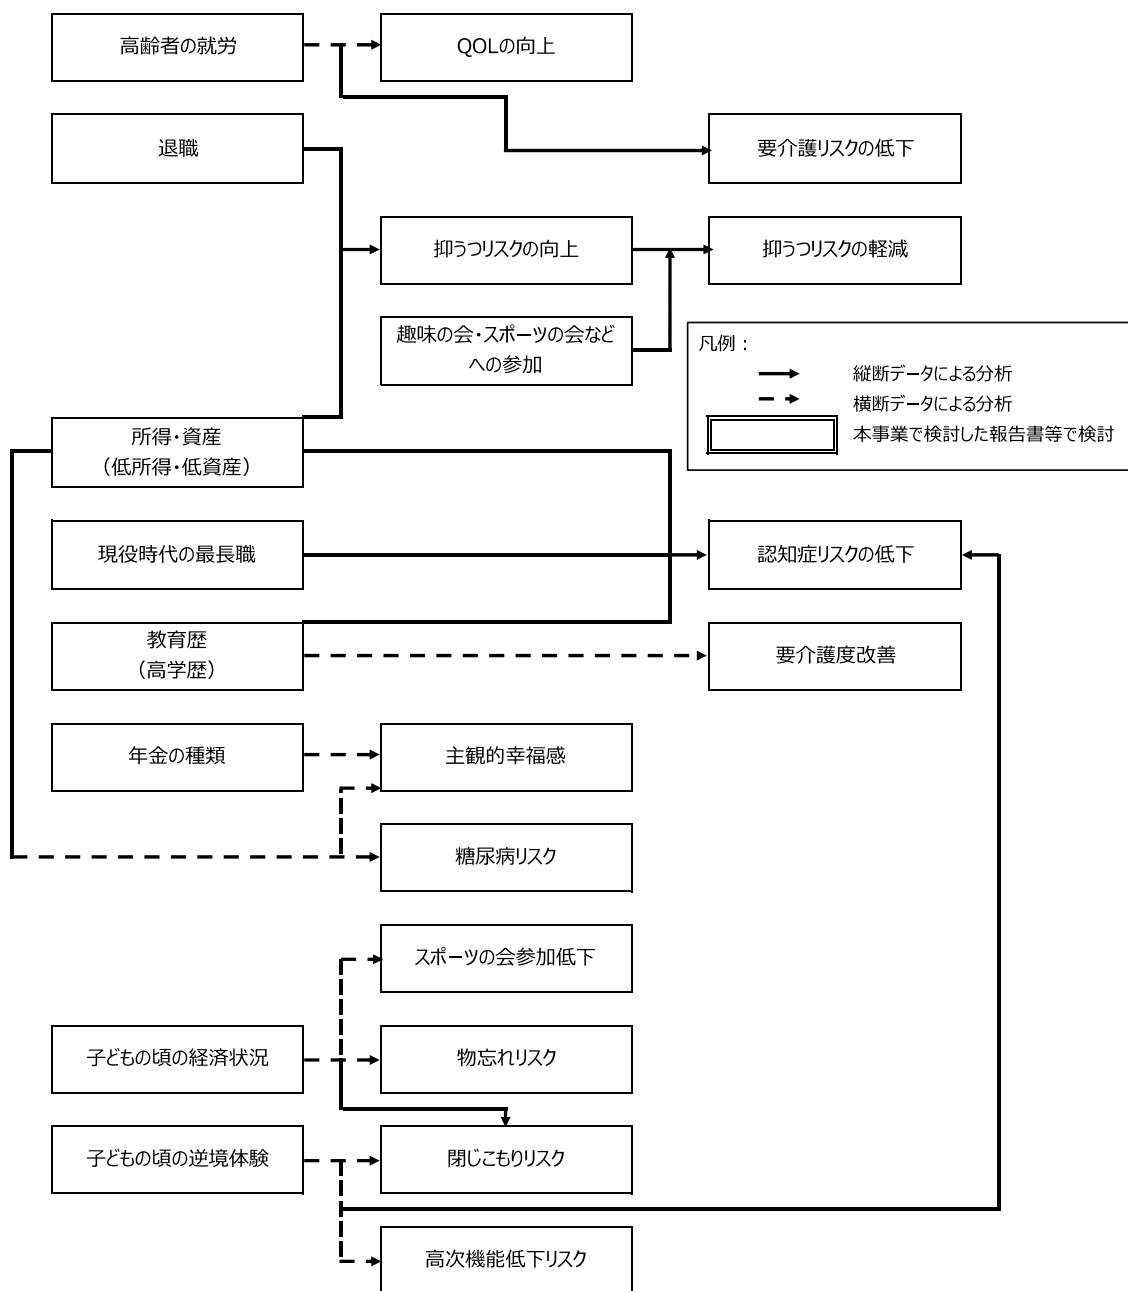 高齢者の就労
QOLの向上
退職
要介護リスクの低下
抑うつリスクの向上
抑うつリスクの軽減
趣味の会・スポーツの会など
への参加
凡例：
縦断データによる分析
横断データによる分析
本事業で検討した報告書等で検討
所得・資産
（低所得・低資産）
現役時代の最長職
認知症リスクの低下
教育歴
（高学歴）
要介護度改善
年金の種類
主観的幸福感
糖尿病リスク
スポーツの会参加低下
子どもの頃の経済状況
物忘れリスク
子どもの頃の逆境体験
閉じこもりリスク
高次機能低下リスク